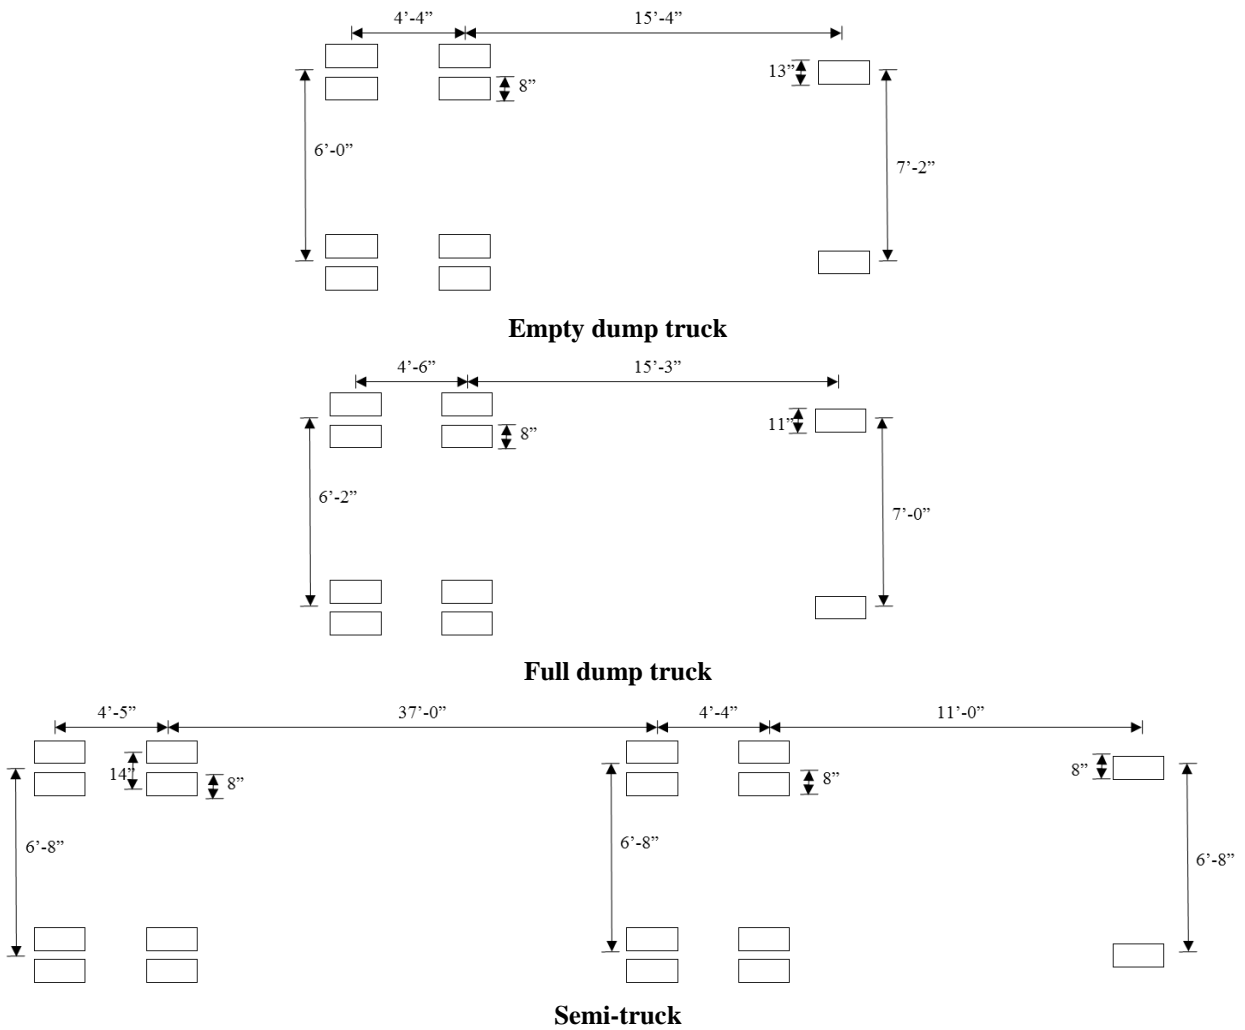 4’-4” 15’-4”
13”
8”
6’-0”
7’-2”
Empty dump truck
4’-6” 15’-3”
11”
8”
6’-2”
7’-0”
Full dump truck
4’-5” 37’-0” 4’-4” 11’-0”
14” 8” 8” 8”
6’-8” 6’-8” 6’-8”
Semi-truck